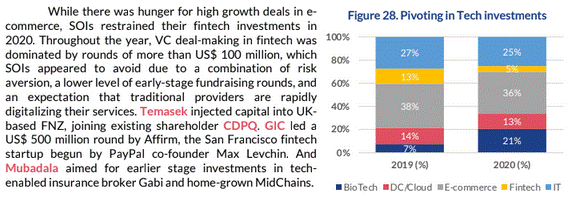 While there was hunger for high growth deals in e-
commerce, SOIs restrained their fintech investments in
2020. Throughout the year, VC deal-making in fintech was
dominated by rounds of more than US$ 100 million, which
SOIs appeared to avoid due to a combination of risk
aversion, a lower level of early-stage fundraising rounds, and
an expectation that traditional providers are rapidly
digitalizing their services. Temasek injected capital into UK-
based FNZ, joining existing shareholder CDPQ. GIC led a
US$ 500 million round by Affirm, the San Francisco fintech
startup begun by PayPal co-founder Max Levchin. And
Mubadala aimed for earlier stage investments in tech-
enabled insurance broker Gabi and home-grown MidChains.
Figure 28. Pivoting in Tech investments
100%
80%
60%
40%
20%
0%
27%
13%
38%
14%
7%
25%
5%
36%
13%
21%
2019 (%)
2020 (%)
BioTech DC/Cloud E-commerce Fintech IT